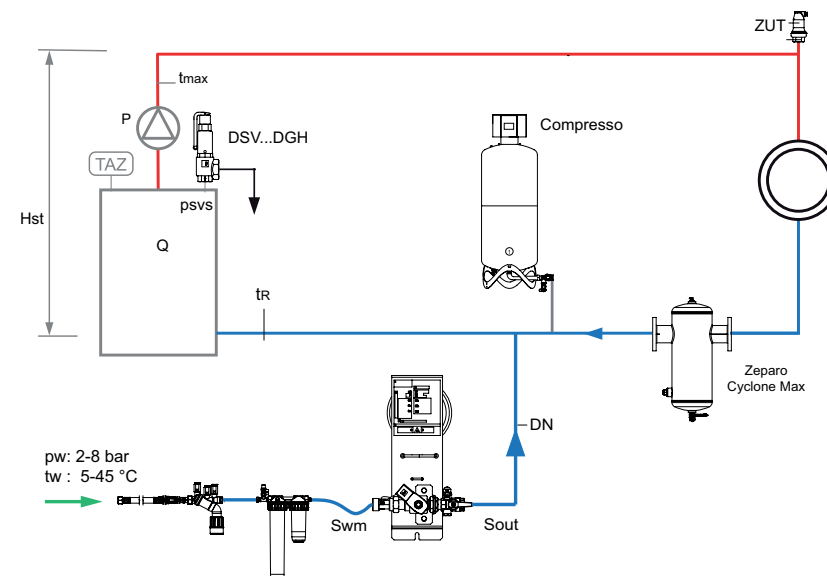 ZUT
tmax
P
DSV...DGH
Compresso
TAZ
psvs
Hst
Q
tR
Zeparo
Cyclone Max
DN
pw: 2-8 bar
tw : 5-45 °C
Swm
Sout